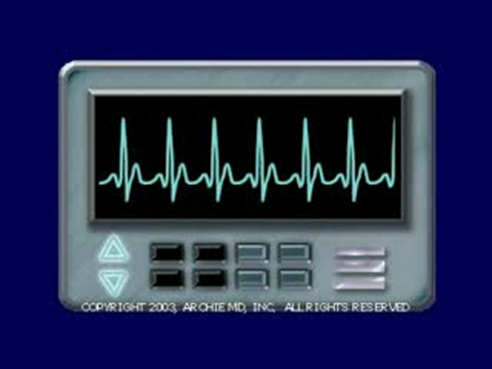 COPYRIGHT 2003, ARCHIE MD, INC, ALL RIGHTS RESERVED